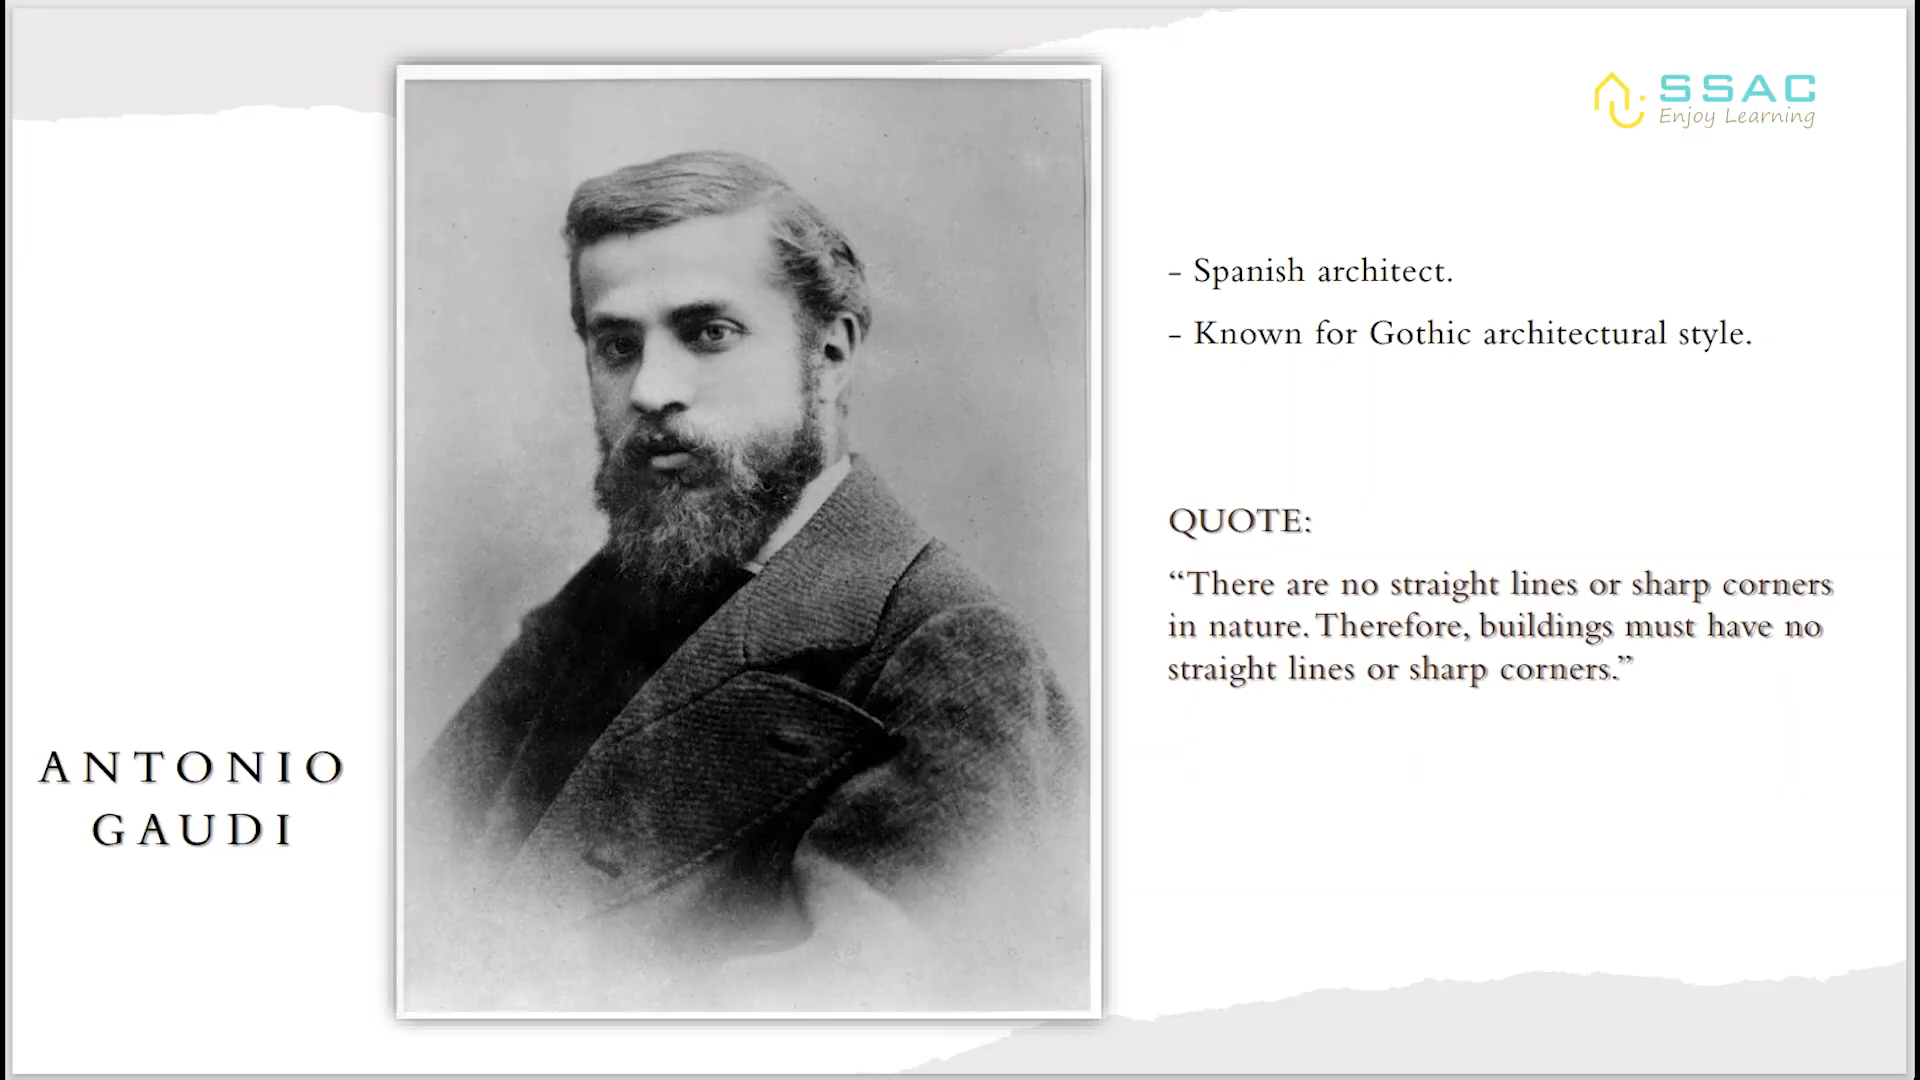 SSAC
Enjoy Learning
- Spanish architect.
- Known for Gothic architectural style.
QUOTE:
“There are no straight lines or sharp corners
in nature. Therefore, buildings must have no
straight lines or sharp corners.”
ANTONIO
GAUDI